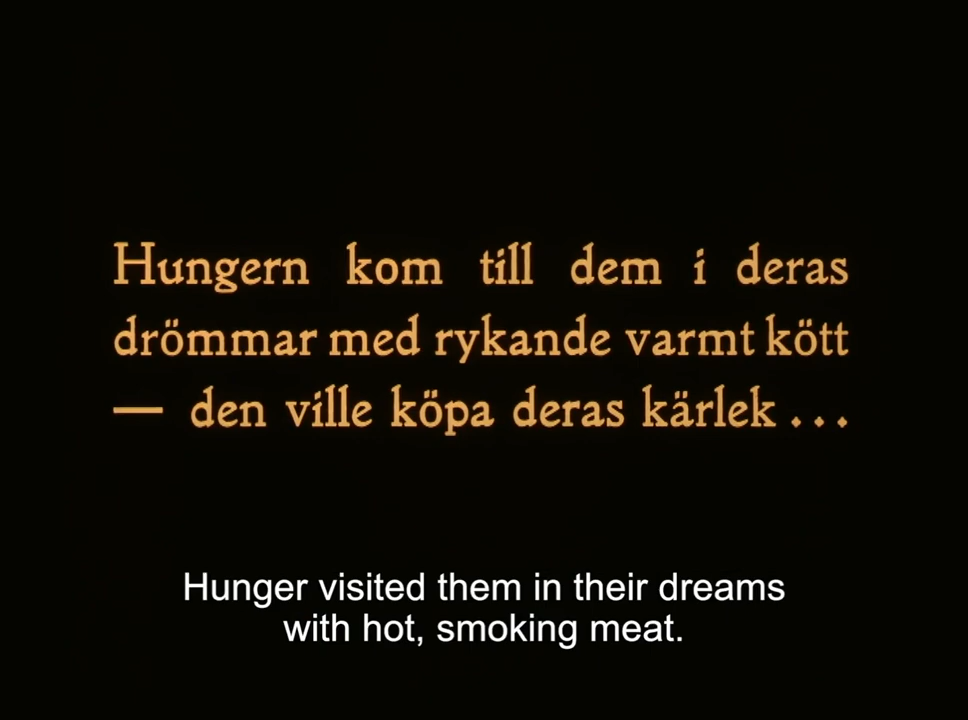 Hungern kom till dem i deras
drömmar med rykande varmt kött
— den ville köpa deras kärlek...
Hunger visited them in their dreams
with hot, smoking meat.